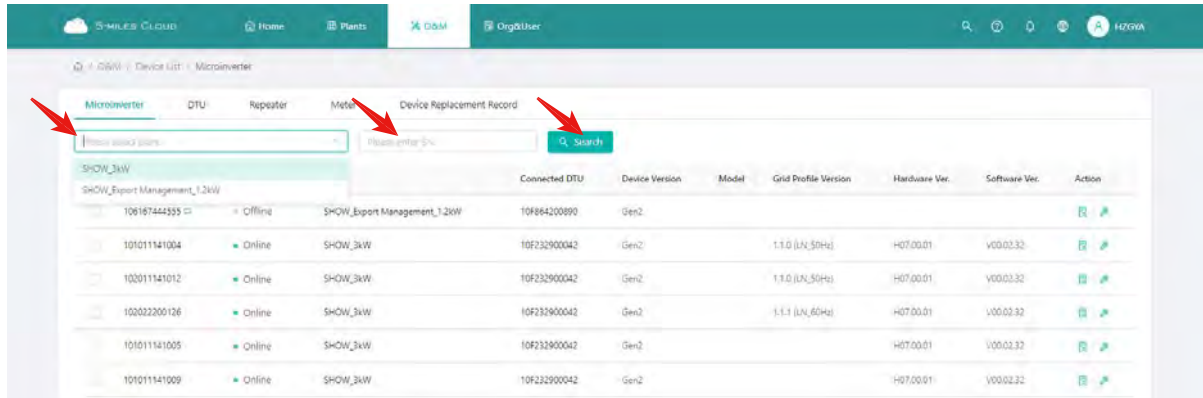 S-MILES CLOUD Home Plants O&M Org&User HZGYA
/ O&M / Device List / Microinverter
Microinverter DTU Repeater Meter Device Replacement Record
Please select plant Please enter SN Search
SHOW_3kW
Connected DTU Device Version Model Grid Profile Version Hardware Ver. Software Ver. Action
SHOW_Export Management_1.2kW
106167444555 Offline SHOW_Export Management_1.2kW 10F864200890 Gen2
101011141004 Online SHOW_3kW 10F232900042 Gen2 1.1.0 (LN_50Hz) H07.00.01 V00.02.32
102011141012 Online SHOW_3kW 10F232900042 Gen2 1.1.0 (LN_50Hz) H07.00.01 V00.02.32
102022200126 Online SHOW_3kW 10F232900042 Gen2 1.1.1 (LN_60Hz) H07.00.01 V00.02.32
101011141005 Online SHOW_3kW 10F232900042 Gen2 H07.00.01 V00.02.32
101011141009 Online SHOW_3kW 10F232900042 Gen2 H07.00.01 V00.02.32